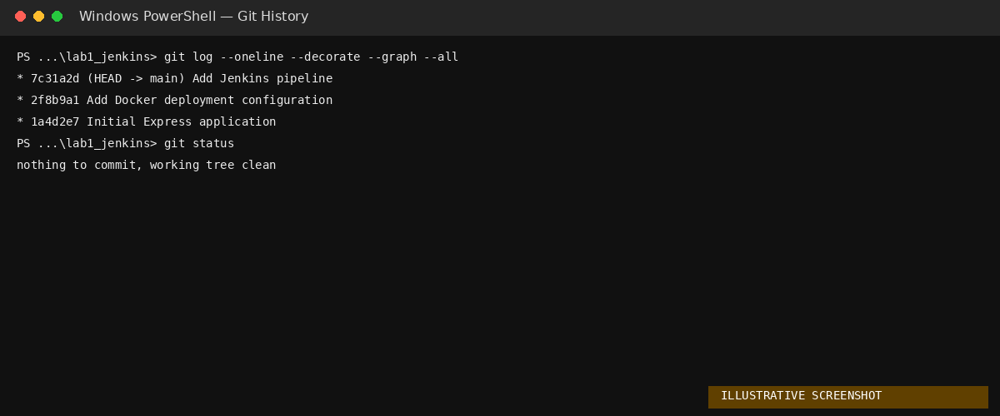 Windows PowerShell — Git History
PS ...\lab1_jenkins> git log --oneline --decorate --graph --all
* 7c31a2d (HEAD -> main) Add Jenkins pipeline
* 2f8b9a1 Add Docker deployment configuration
* 1a4d2e7 Initial Express application
PS ...\lab1_jenkins> git status
nothing to commit, working tree clean
ILLUSTRATIVE SCREENSHOT